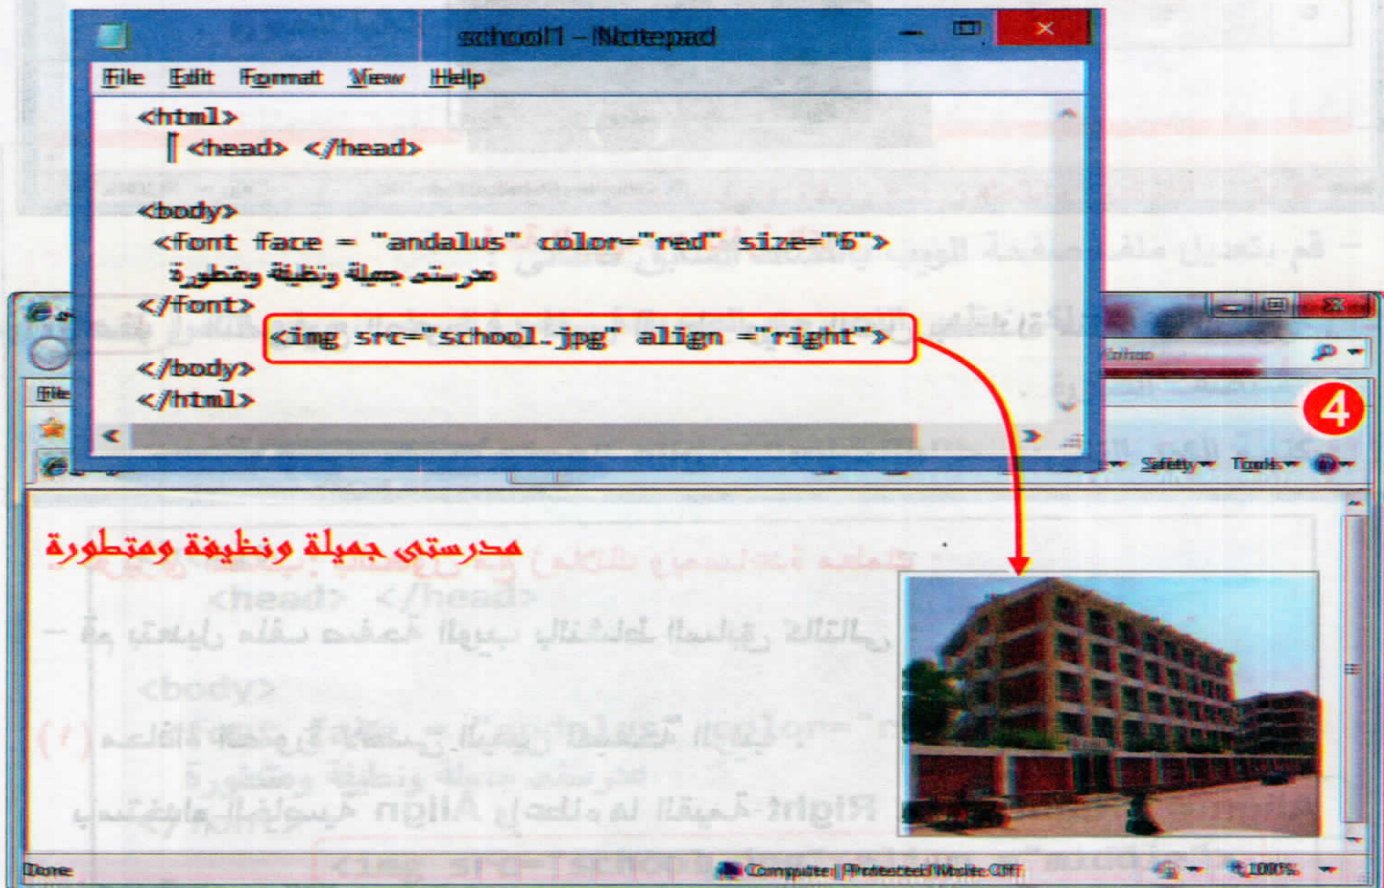 school1 - Notepad
File Edit Format View Help
<html>
<head> </head>
<body>
<font face = "andalus" color="red" size="6">
مدرستى جميلة ونظيفة ومتطورة
</font>
<img src="school.jpg" align ="right">
</body>
</html>
File
4
Safety Tools
مدرستى جميلة ونظيفة ومتطورة
Done
Computer | Protected Mode: Off
100%